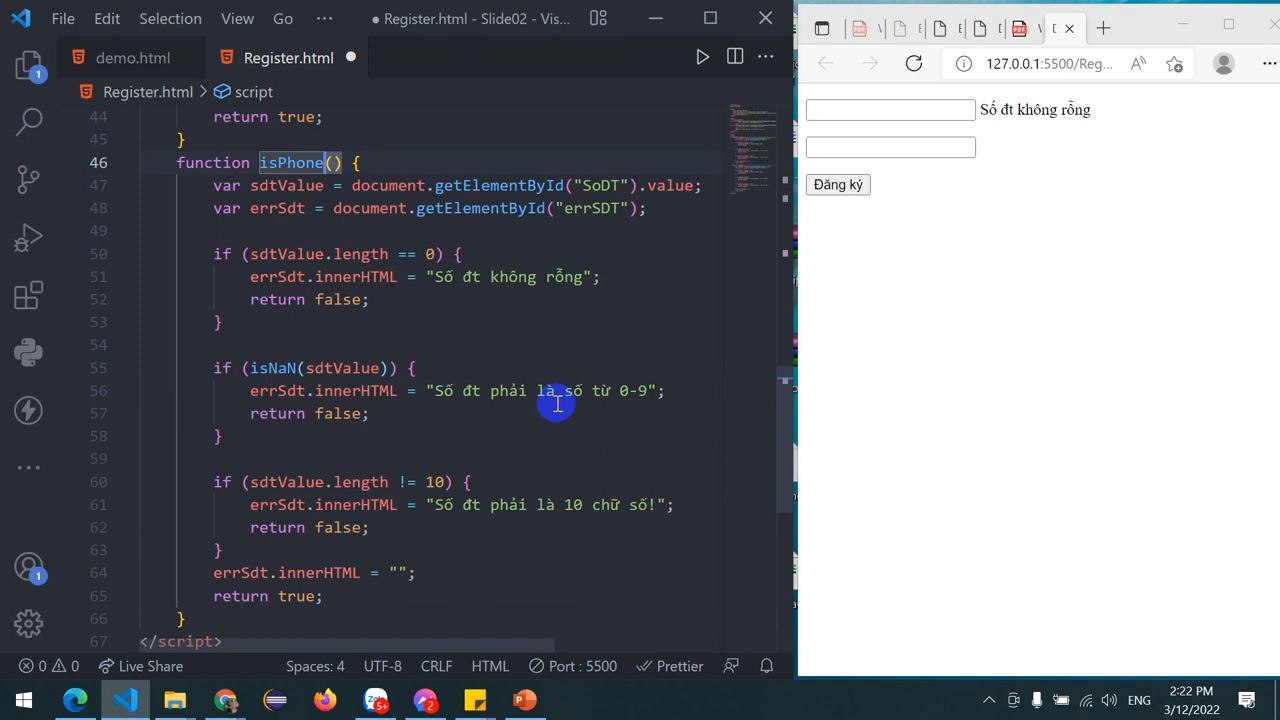 File Edit Selection View Go ··· ● Register.html - Slide02 - Vis...
demo.html Register.html
Register.html > script
44 return true;
45 }
46 function isPhone() {
47 var sdtValue = document.getElementById("SoDT").value;
48 var errSdt = document.getElementById("errSDT");
49
50 if (sdtValue.length == 0) {
51 errSdt.innerHTML = "Số đt không rỗng";
52 return false;
53 }
54
55 if (isNaN(sdtValue)) {
56 errSdt.innerHTML = "Số đt phải là số từ 0-9";
57 return false;
58 }
59
60 if (sdtValue.length != 10) {
61 errSdt.innerHTML = "Số đt phải là 10 chữ số!";
62 return false;
63 }
64 errSdt.innerHTML = "";
65 return true;
66 }
67 </script>
1
1
0 0 Live Share Spaces: 4 UTF-8 CRLF HTML Port : 5500 Prettier
127.0.0.1:5500/Reg...
Số đt không rỗng
Đăng ký
5+
2
ENG
2:22 PM
3/12/2022